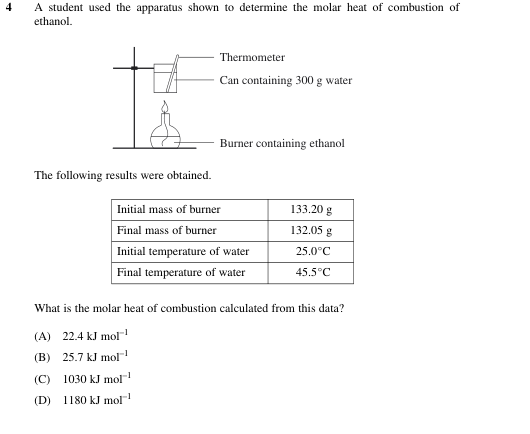 4 A student used the apparatus shown to determine the molar heat of combustion of
ethanol.
Thermometer
Can containing 300 g water
Burner containing ethanol
The following results were obtained.
Initial mass of burner 133.20 g
Final mass of burner 132.05 g
Initial temperature of water 25.0°C
Final temperature of water 45.5°C
What is the molar heat of combustion calculated from this data?
(A) 22.4 kJ mol⁻¹
(B) 25.7 kJ mol⁻¹
(C) 1030 kJ mol⁻¹
(D) 1180 kJ mol⁻¹